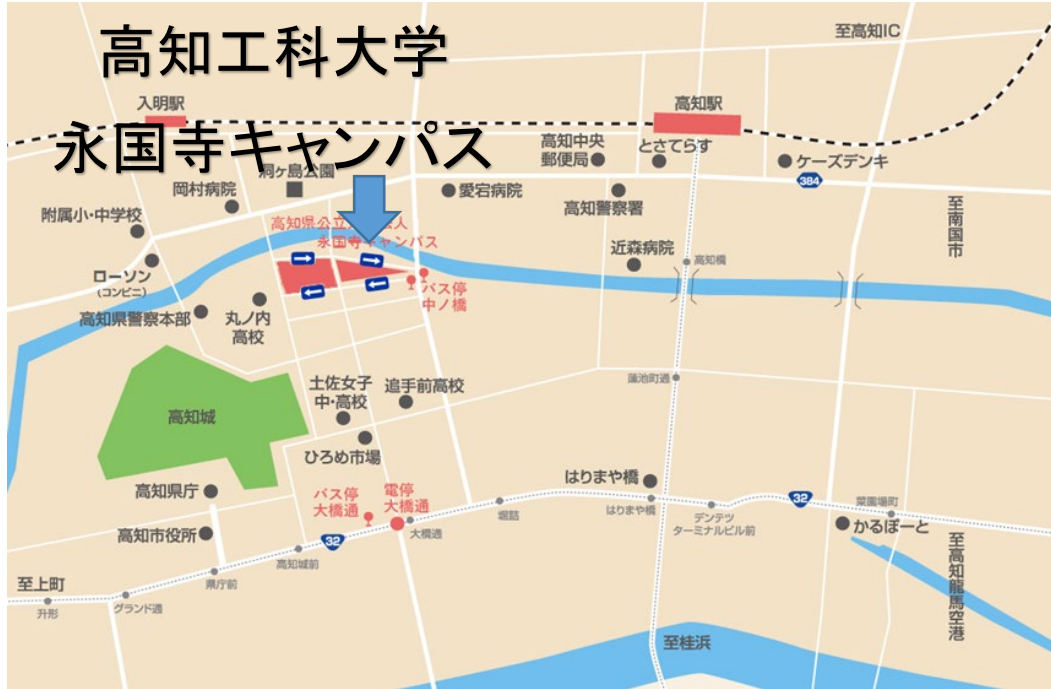 高知工科大学
永国寺キャンパス
至高知IC
入明駅
高知駅
高知中央
郵便局
とさてらす
ケーズデンキ
384
洞ヶ島公園
岡村病院
愛宕病院
高知警察署
附属小・中学校
至南国市
高知県公立大
法人
永国寺キャンパス
近森病院
高知橋
ローソン
(コンビニ)
バス停
中ノ橋
高知県警察本部
丸ノ内
高校
蓮池町通
土佐女子
中・高校
追手前高校
高知城
ひろめ市場
はりまや橋
高知県庁
バス停
大橋通
電停
大橋通
堀詰
はりまや橋
32
菜園場町
デンテツ
ターミナルビル前
かるぽーと
高知市役所
大橋通
32
高知城前
至高知龍馬空港
至上町
県庁前
グランド通
升形
至桂浜